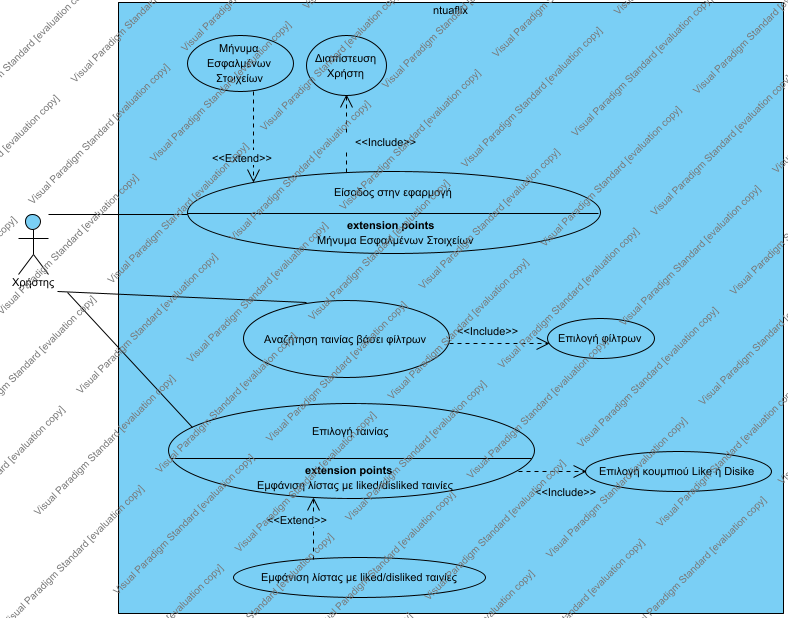 ntuaflix
Μήνυμα
Εσφαλμένων
Στοιχείων
Διαπίστευση
Χρήστη
<<Include>>
<<Extend>>
Είσοδος στην εφαρμογή
extension points
Μήνυμα Εσφαλμένων Στοιχείων
Χρήστης
Αναζήτηση ταινίας βάσει φίλτρων
<<Include>>
Επιλογή φίλτρων
Επιλογή ταινίας
extension points
Εμφάνιση λίστας με liked/disliked ταινίες
Επιλογή κουμπιού Like ή Disike
<<Include>>
<<Extend>>
Εμφάνιση λίστας με liked/disliked ταινίες
Visual Paradigm Standard [evaluation copy]